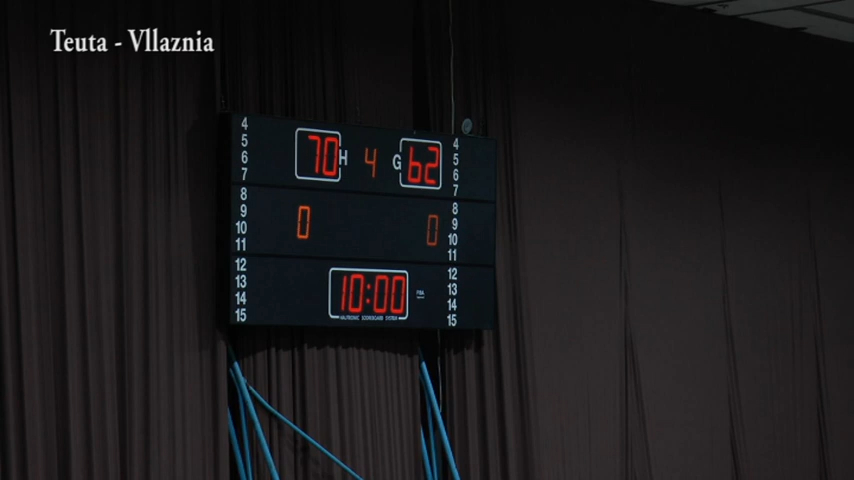 Teuta - Vllaznia
4 4
5 70 H 4 G 62 5
6 6
7 7
8 8
9 0 0 9
10 10
11 11
12 12
13 10:00 FIBA 13
14 14
15 15